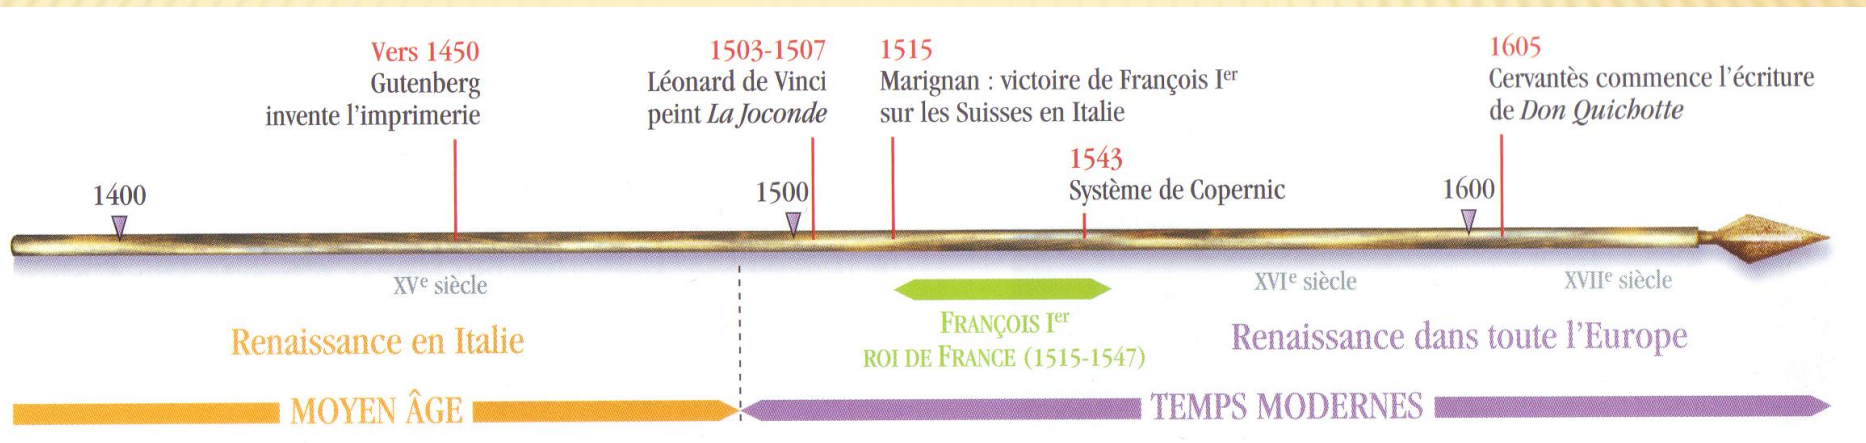 Vers 1450
Gutenberg
invente l'imprimerie
1503-1507
Léonard de Vinci
peint La Joconde
1515
Marignan : victoire de François Ier
sur les Suisses en Italie
1543
Système de Copernic
1605
Cervantès commence l'écriture
de Don Quichotte
1400
1500
1600
XVe siècle
XVIe siècle
XVIIe siècle
Renaissance en Italie
FRANÇOIS Ier
ROI DE FRANCE (1515-1547)
Renaissance dans toute l'Europe
MOYEN ÂGE
TEMPS MODERNES